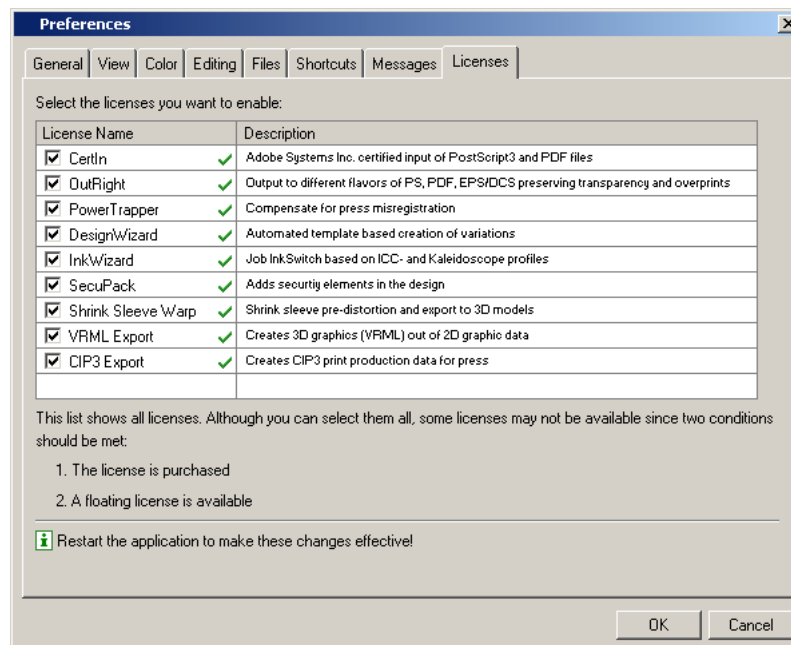 Preferences
General View Color Editing Files Shortcuts Messages Licenses
Select the licenses you want to enable:
License Name Description
CertIn Adobe Systems Inc. certified input of PostScript3 and PDF files
OutRight Output to different flavors of PS, PDF, EPS/DCS preserving transparency and overprints
PowerTrapper Compensate for press misregistration
DesignWizard Automated template based creation of variations
InkWizard Job InkSwitch based on ICC- and Kaleidoscope profiles
SecuPack Adds securtiy elements in the design
Shrink Sleeve Warp Shrink sleeve pre-distortion and export to 3D models
VRML Export Creates 3D graphics (VRML) out of 2D graphic data
CIP3 Export Creates CIP3 print production data for press
This list shows all licenses. Although you can select them all, some licenses may not be available since two conditions
should be met:
1. The license is purchased
2. A floating license is available
Restart the application to make these changes effective!
OK Cancel